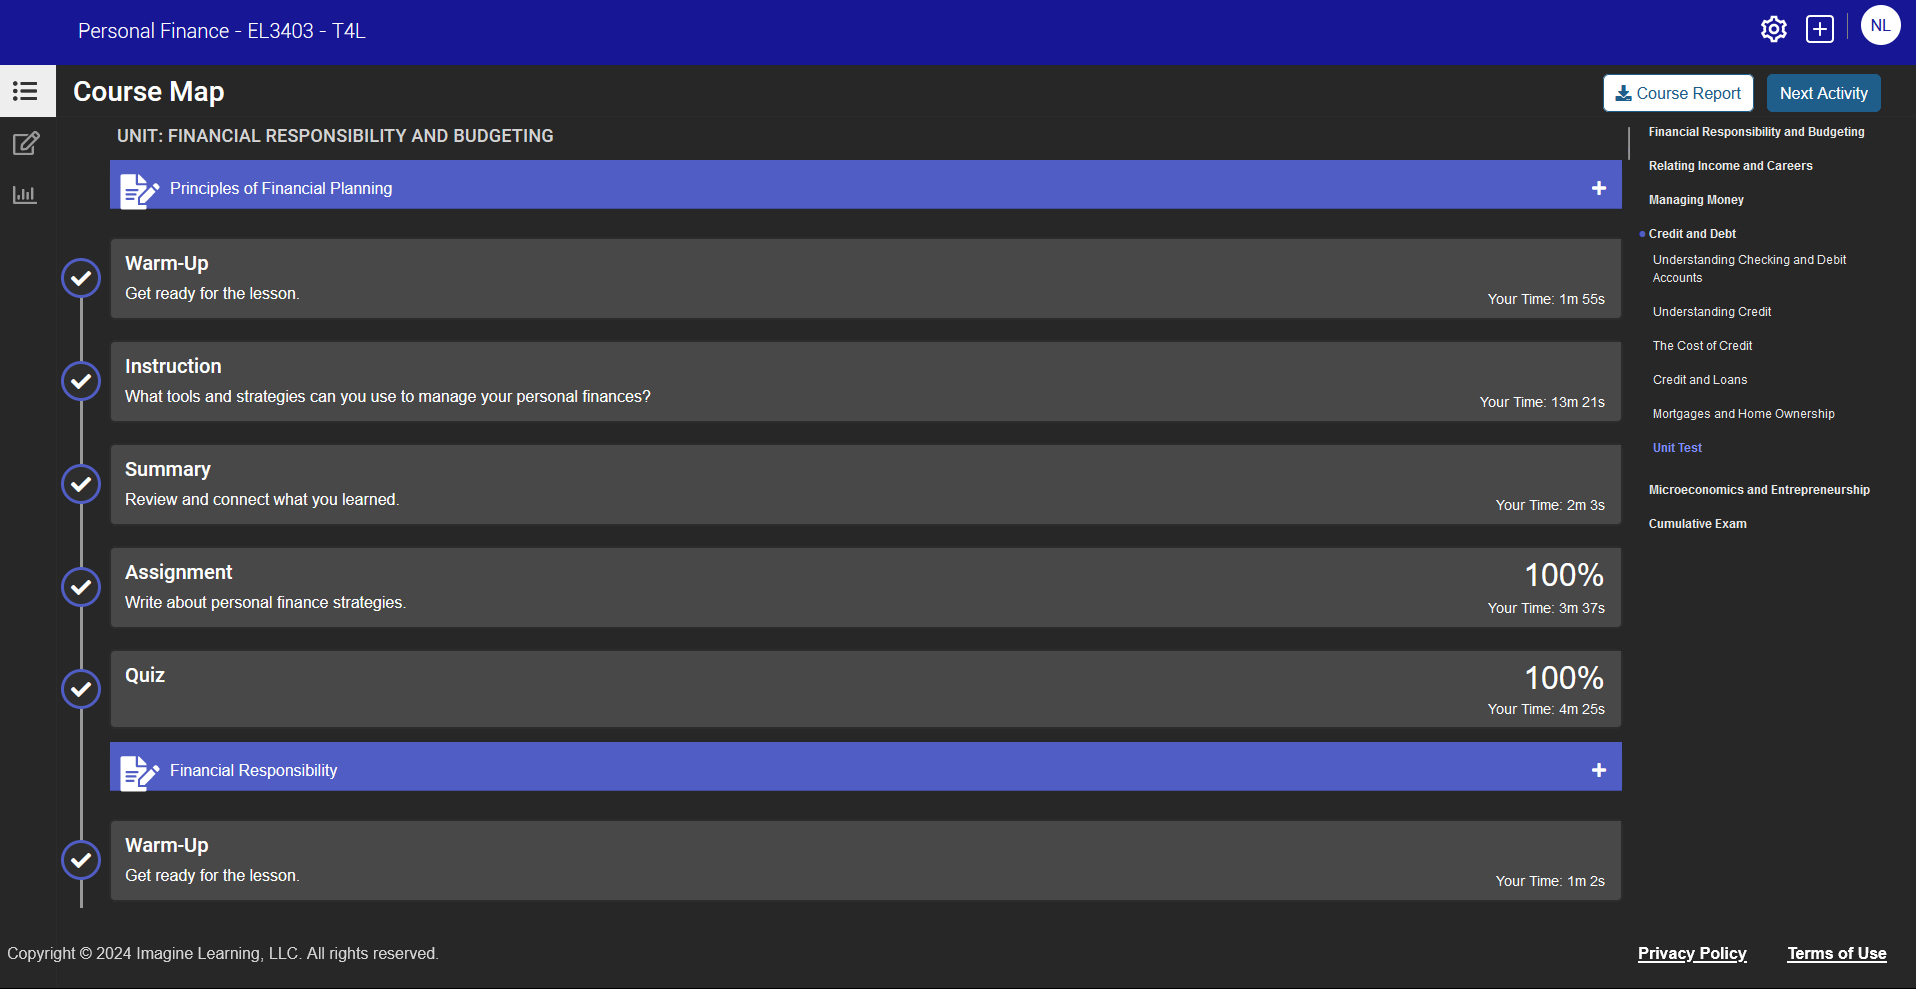 Personal Finance - EL3403 - T4L
NL
Course Map
Course Report
Next Activity
UNIT: FINANCIAL RESPONSIBILITY AND BUDGETING
Principles of Financial Planning
Warm-Up
Get ready for the lesson.
Your Time: 1m 55s
Instruction
What tools and strategies can you use to manage your personal finances?
Your Time: 13m 21s
Summary
Review and connect what you learned.
Your Time: 2m 3s
Assignment
Write about personal finance strategies.
100%
Your Time: 3m 37s
Quiz
100%
Your Time: 4m 25s
Financial Responsibility
Warm-Up
Get ready for the lesson.
Your Time: 1m 2s
Financial Responsibility and Budgeting
Relating Income and Careers
Managing Money
Credit and Debt
Understanding Checking and Debit
Accounts
Understanding Credit
The Cost of Credit
Credit and Loans
Mortgages and Home Ownership
Unit Test
Microeconomics and Entrepreneurship
Cumulative Exam
Copyright © 2024 Imagine Learning, LLC. All rights reserved.
Privacy Policy
Terms of Use